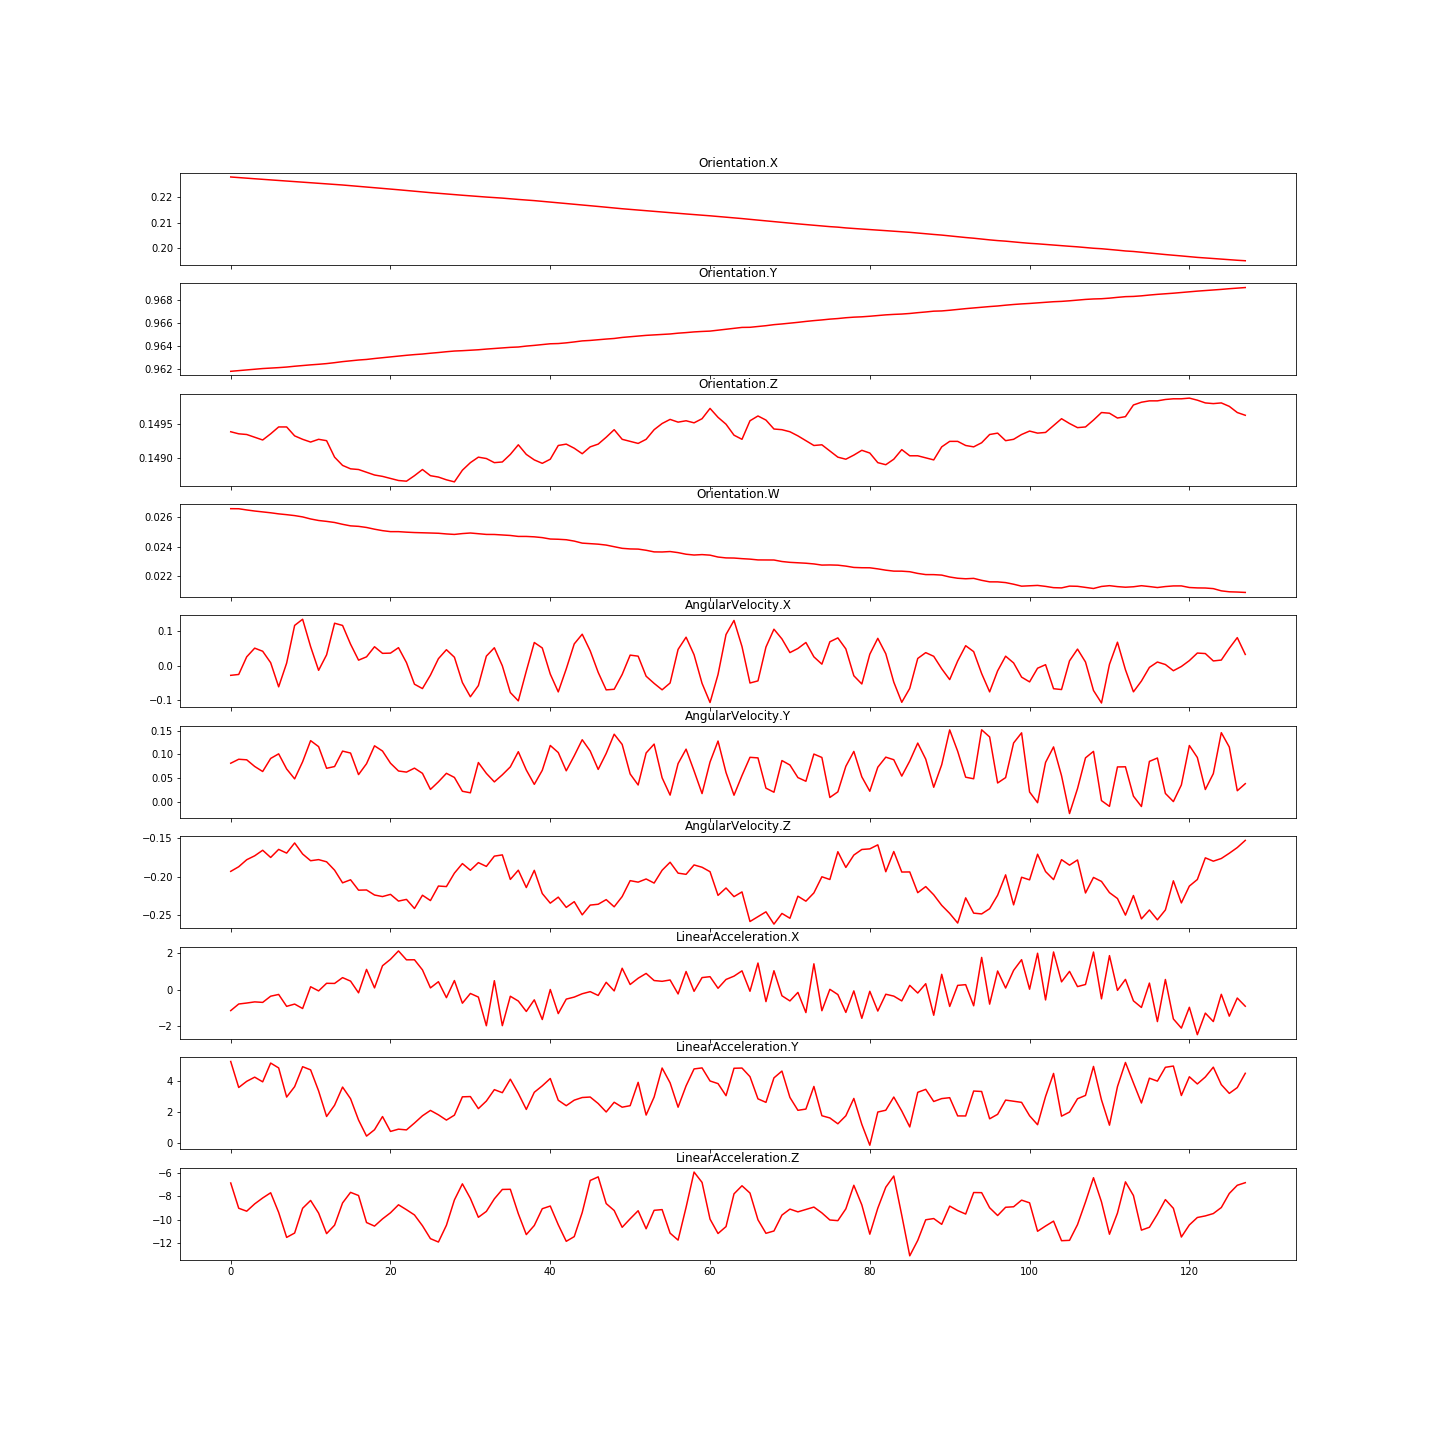 Orientation.X
0.22
0.21
0.20
Orientation.Y
0.968
0.966
0.964
0.962
Orientation.Z
0.1495
0.1490
Orientation.W
0.026
0.024
0.022
AngularVelocity.X
0.1
0.0
−0.1
AngularVelocity.Y
0.15
0.10
0.05
0.00
AngularVelocity.Z
−0.15
−0.20
−0.25
LinearAcceleration.X
2
0
−2
LinearAcceleration.Y
4
2
0
LinearAcceleration.Z
−6
−8
−10
−12
0 20 40 60 80 100 120